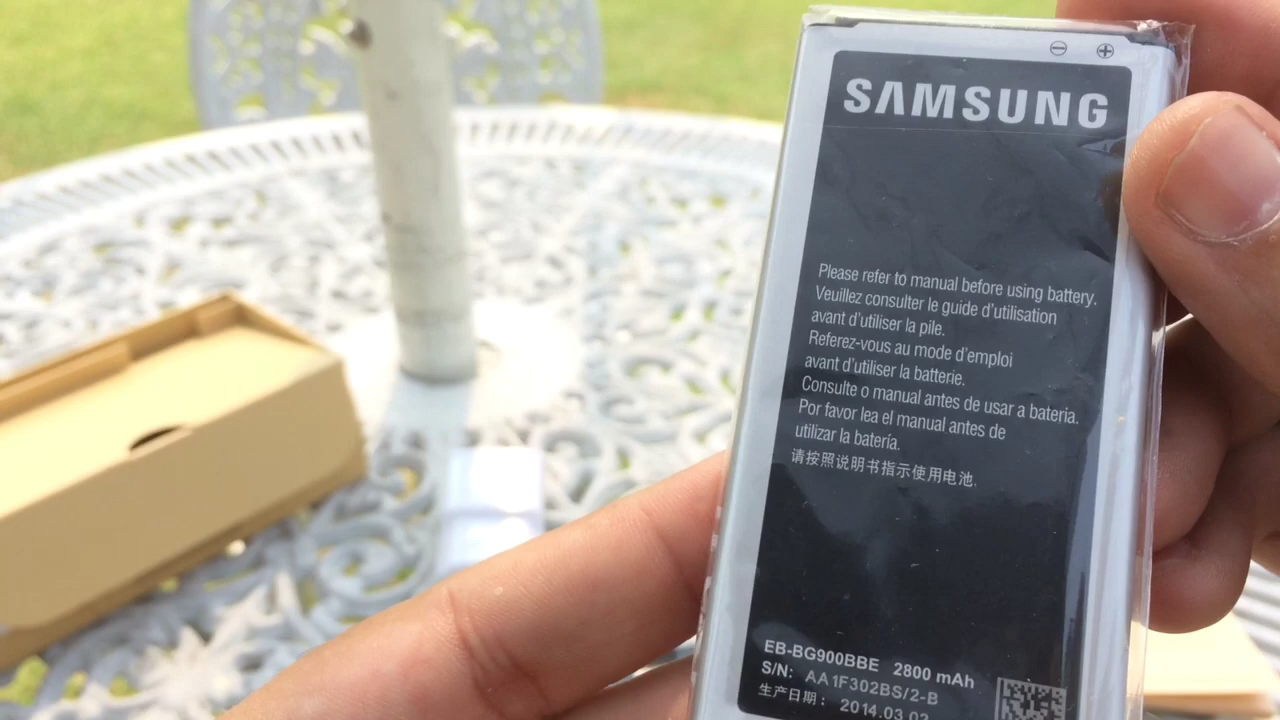 SAMSUNG
Please refer to manual before using battery.
Veuillez consulter le guide d'utilisation
avant d'utiliser la pile.
Referez-vous au mode d'emploi
avant d'utiliser la batterie.
Consulte o manual antes de usar a bateria.
Por favor lea el manual antes de
utilizar la batería.
请按照说明书指示使用电池.
EB-BG900BBE 2800 mAh
S/N: AA1F302BS/2-B
生产日期: 2014.03.02